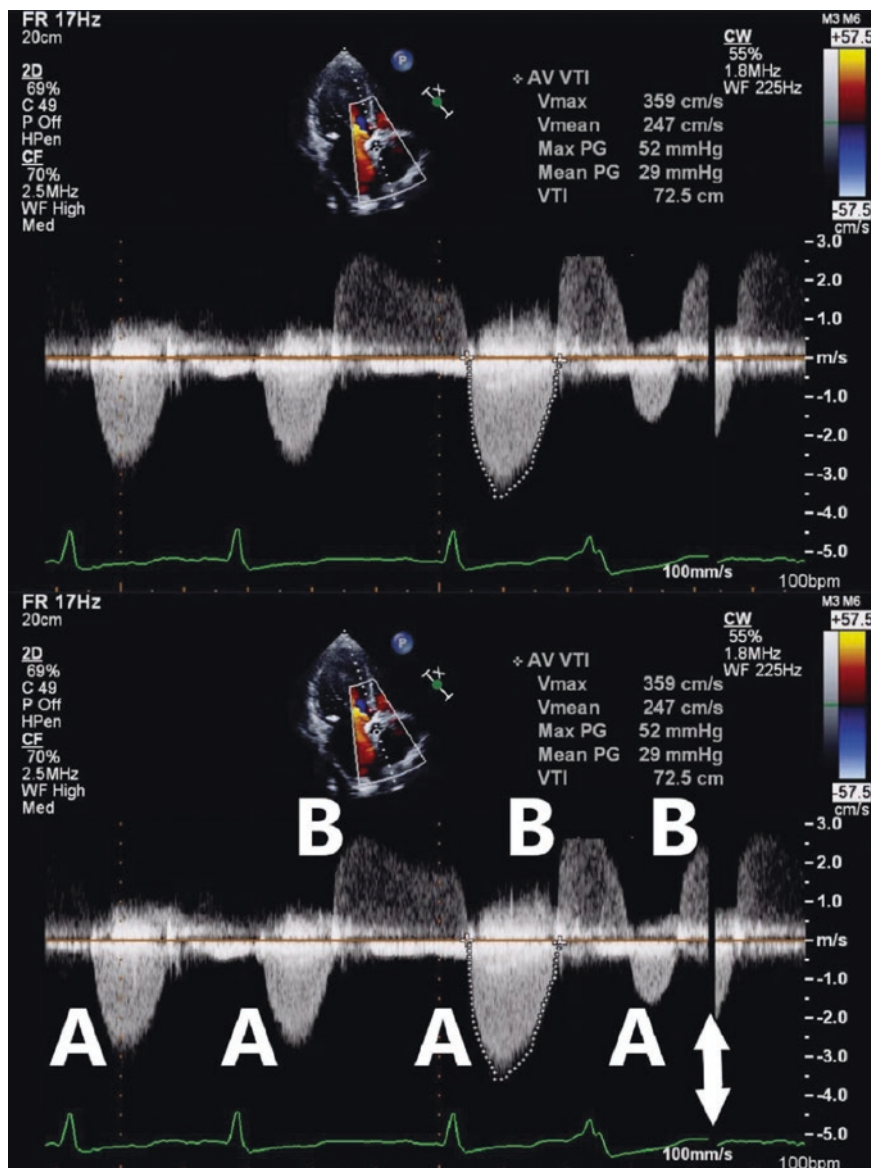 FR 17Hz
20cm
M3 M6
+57.5
-57.5
cm/s
2D
69%
C 49
P Off
HPen
CF
70%
2.5MHz
WF High
Med
P
AV VTI
Vmax 359 cm/s
Vmean 247 cm/s
Max PG 52 mmHg
Mean PG 29 mmHg
VTI 72.5 cm
CW
55%
1.8MHz
WF 225Hz
3.0
2.0
1.0
m/s
-1.0
-2.0
-3.0
-4.0
-5.0
100mm/s
100bpm
FR 17Hz
20cm
M3 M6
+57.5
-57.5
cm/s
2D
69%
C 49
P Off
HPen
CF
70%
2.5MHz
WF High
Med
P
AV VTI
Vmax 359 cm/s
Vmean 247 cm/s
Max PG 52 mmHg
Mean PG 29 mmHg
VTI 72.5 cm
CW
55%
1.8MHz
WF 225Hz
B B B
3.0
2.0
1.0
m/s
-1.0
-2.0
-3.0
-4.0
-5.0
A A A A
100mm/s
100bpm